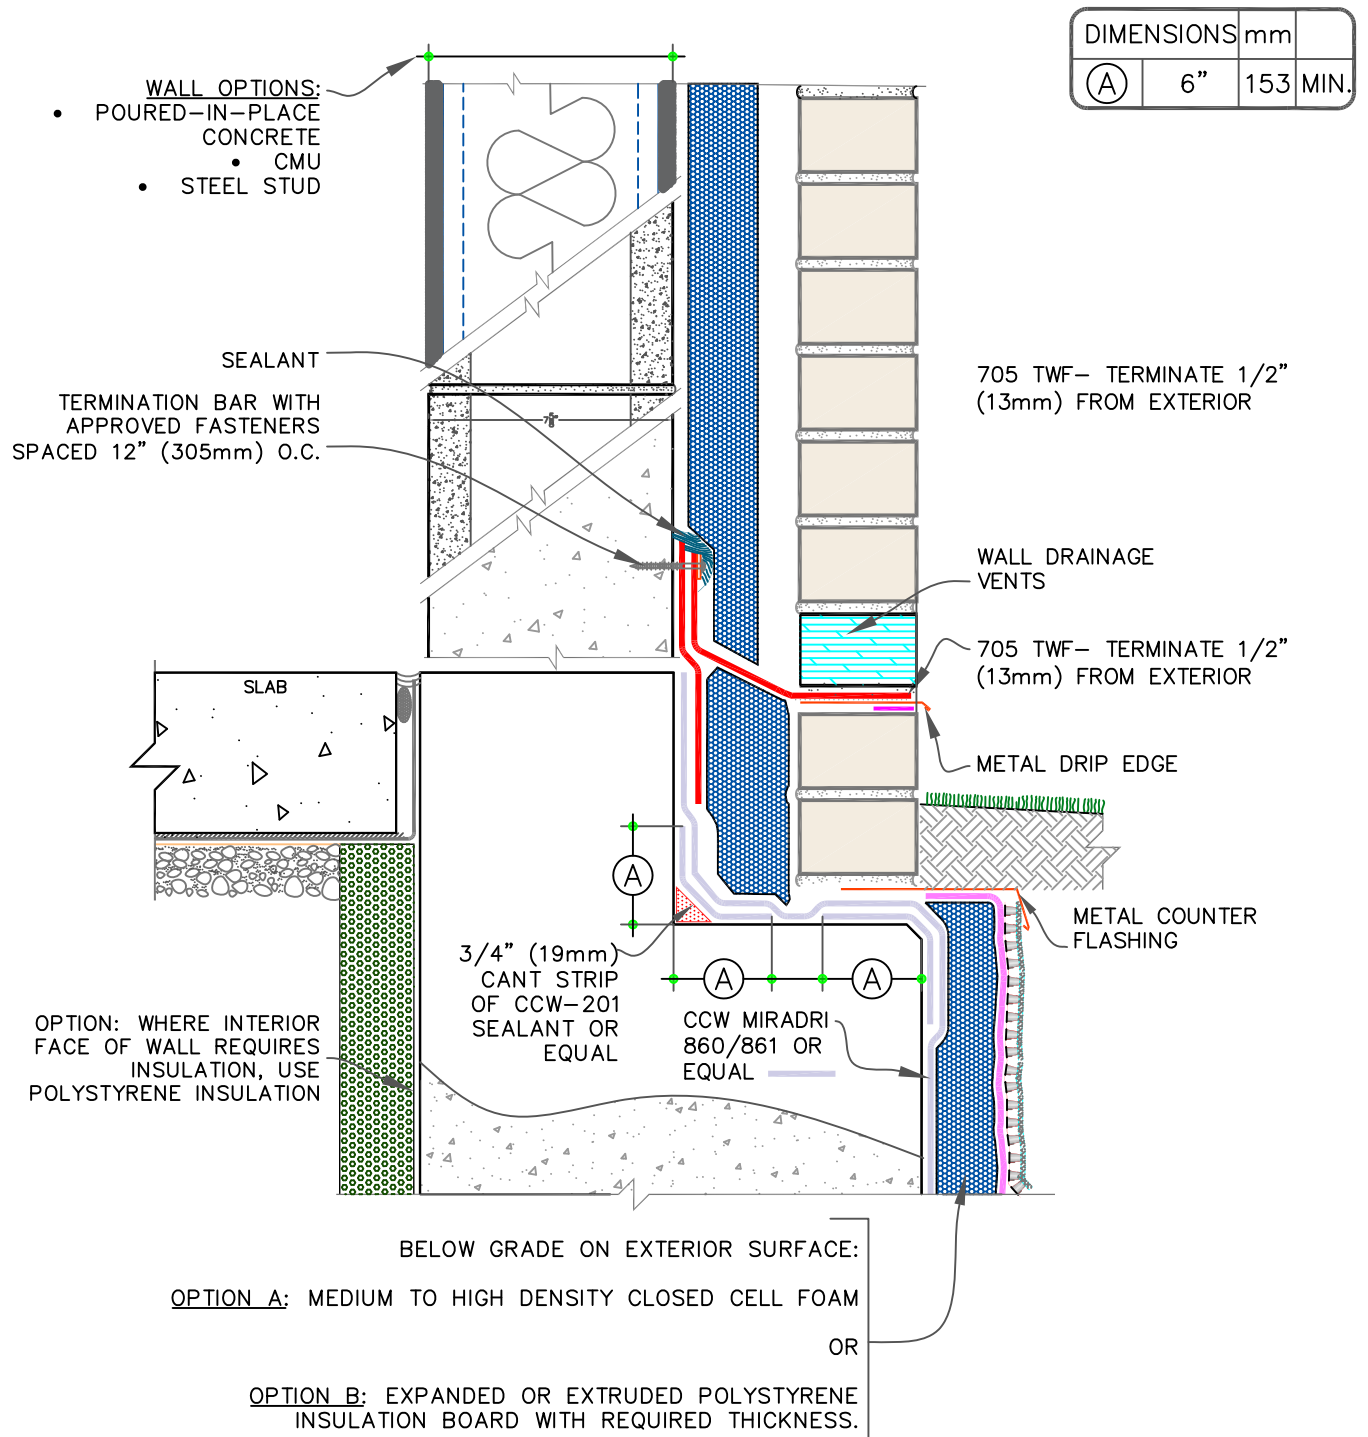 DIMENSIONS mm
A 6” 153 MIN.
WALL OPTIONS:
• POURED-IN-PLACE
CONCRETE
• CMU
• STEEL STUD
SEALANT
TERMINATION BAR WITH
APPROVED FASTENERS
SPACED 12” (305mm) O.C.
705 TWF- TERMINATE 1/2”
(13mm) FROM EXTERIOR
WALL DRAINAGE
VENTS
705 TWF- TERMINATE 1/2”
(13mm) FROM EXTERIOR
SLAB
METAL DRIP EDGE
A
METAL COUNTER
FLASHING
3/4” (19mm)
CANT STRIP
OF CCW-201
SEALANT OR
EQUAL
A
A
CCW MIRADRI
860/861 OR
EQUAL
OPTION: WHERE INTERIOR
FACE OF WALL REQUIRES
INSULATION, USE
POLYSTYRENE INSULATION
BELOW GRADE ON EXTERIOR SURFACE:
OPTION A: MEDIUM TO HIGH DENSITY CLOSED CELL FOAM
OR
OPTION B: EXPANDED OR EXTRUDED POLYSTYRENE
INSULATION BOARD WITH REQUIRED THICKNESS.